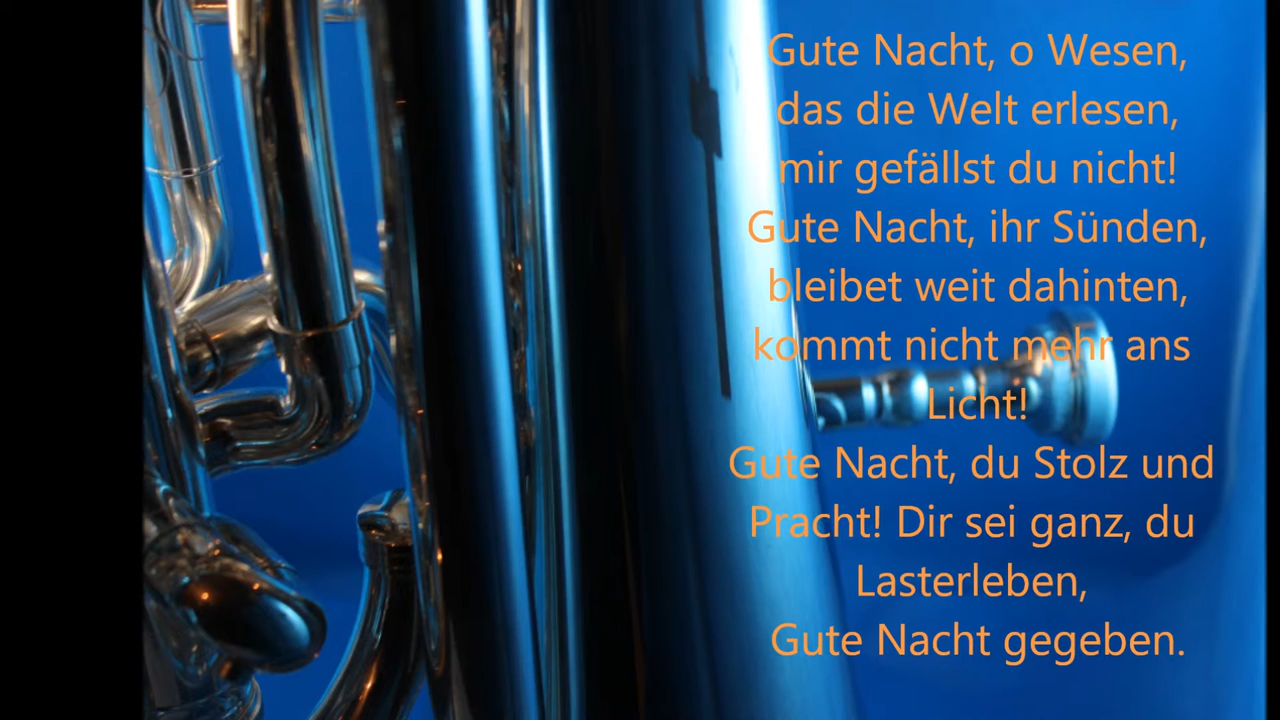 Gute Nacht, o Wesen,
das die Welt erlesen,
mir gefällst du nicht!
Gute Nacht, ihr Sünden,
bleibet weit dahinten,
kommt nicht mehr ans
Licht!
Gute Nacht, du Stolz und
Pracht! Dir sei ganz, du
Lasterleben,
Gute Nacht gegeben.